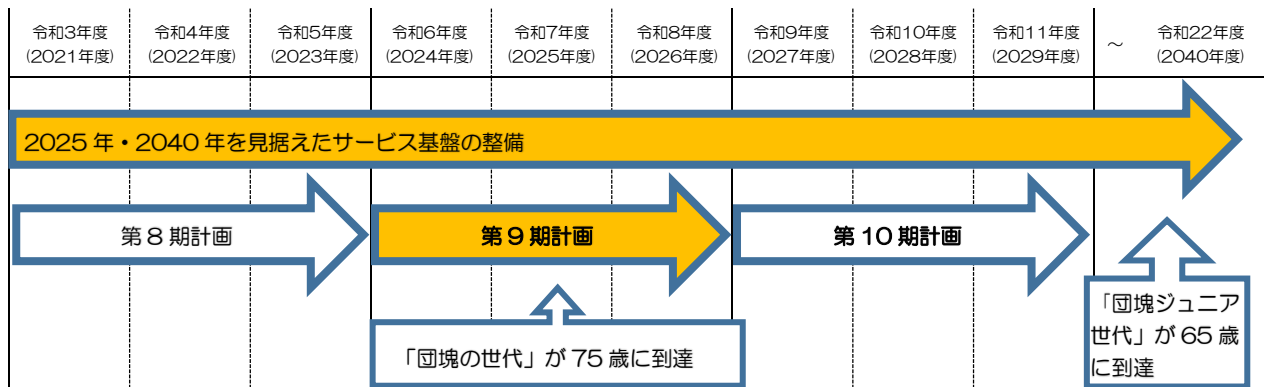 令和3年度 令和4年度 令和5年度 令和6年度 令和7年度 令和8年度 令和9年度 令和10年度 令和11年度 ～ 令和22年度
(2021年度) (2022年度) (2023年度) (2024年度) (2025年度) (2026年度) (2027年度) (2028年度) (2029年度) (2040年度)
2025年・2040年を見据えたサービス基盤の整備
第8期計画 第9期計画 第10期計画
「団塊の世代」が75歳に到達
「団塊ジュニア
世代」が65歳
に到達